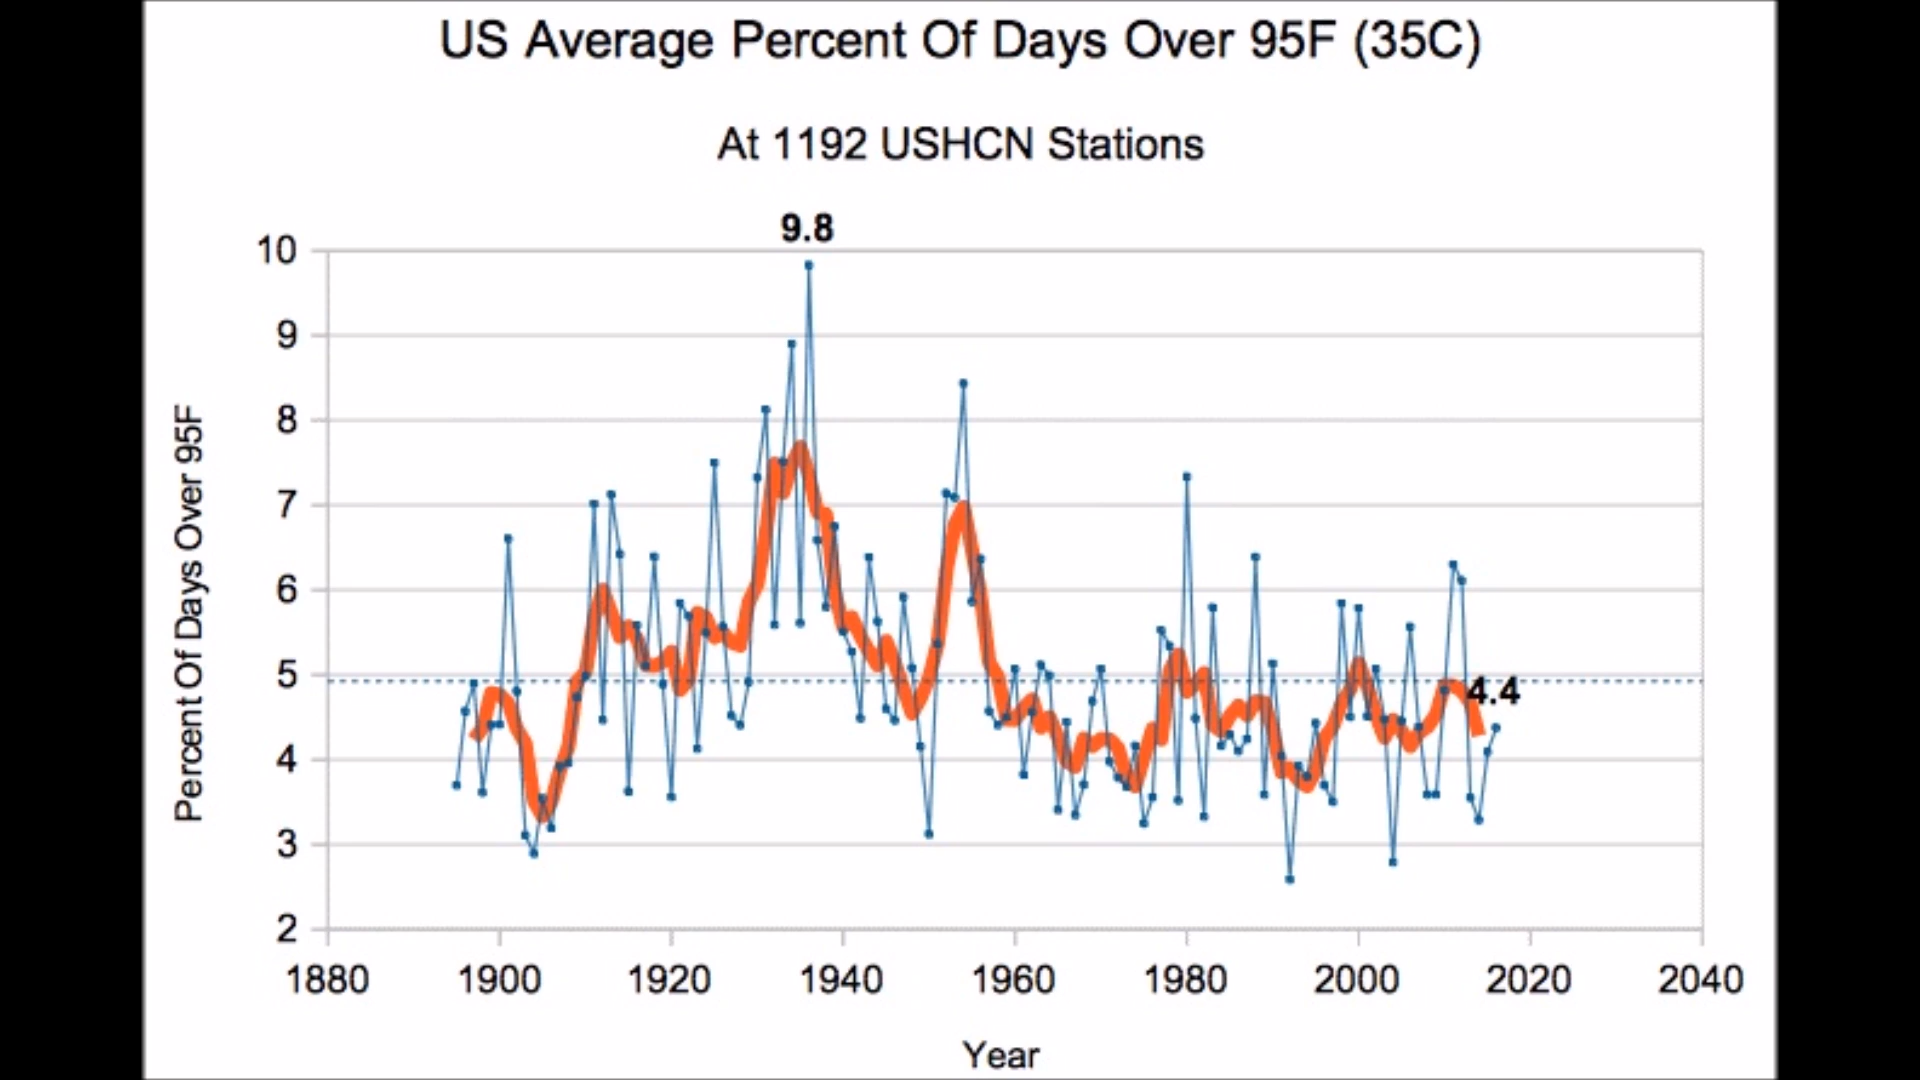 US Average Percent Of Days Over 95F (35C)
At 1192 USHCN Stations
9.8
10
9
8
7
6
5
4
3
2
4.4
Percent Of Days Over 95F
1880 1900 1920 1940 1960 1980 2000 2020 2040
Year